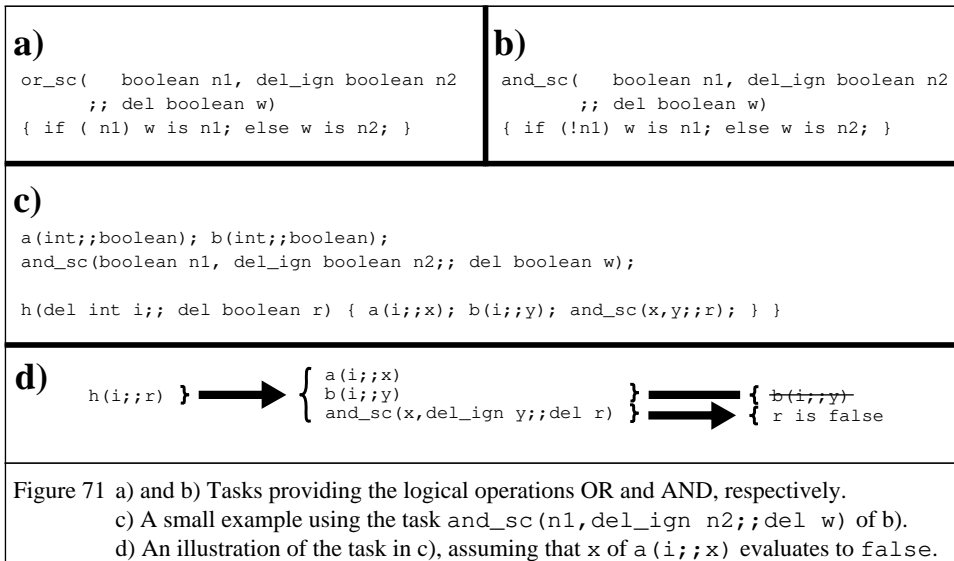 a)
or_sc(   boolean n1, del_ign boolean n2
;; del boolean w)
{ if ( n1) w is n1; else w is n2; }
b)
and_sc(   boolean n1, del_ign boolean n2
;; del boolean w)
{ if (!n1) w is n1; else w is n2; }
c)
a(int;;boolean); b(int;;boolean);
and_sc(boolean n1, del_ign boolean n2;; del boolean w);
h(del int i;; del boolean r) { a(i;;x); b(i;;y); and_sc(x,y;;r); } }
d)
a(i;;x)
h(i;;r) } { b(i;;y) } { b(i;;y)
and_sc(x,del_ign y;;del r) } { r is false
Figure 71 a) and b) Tasks providing the logical operations OR and AND, respectively.
c) A small example using the task and_sc(n1,del_ign n2;;del w) of b).
d) An illustration of the task in c), assuming that x of a(i;;x) evaluates to false.